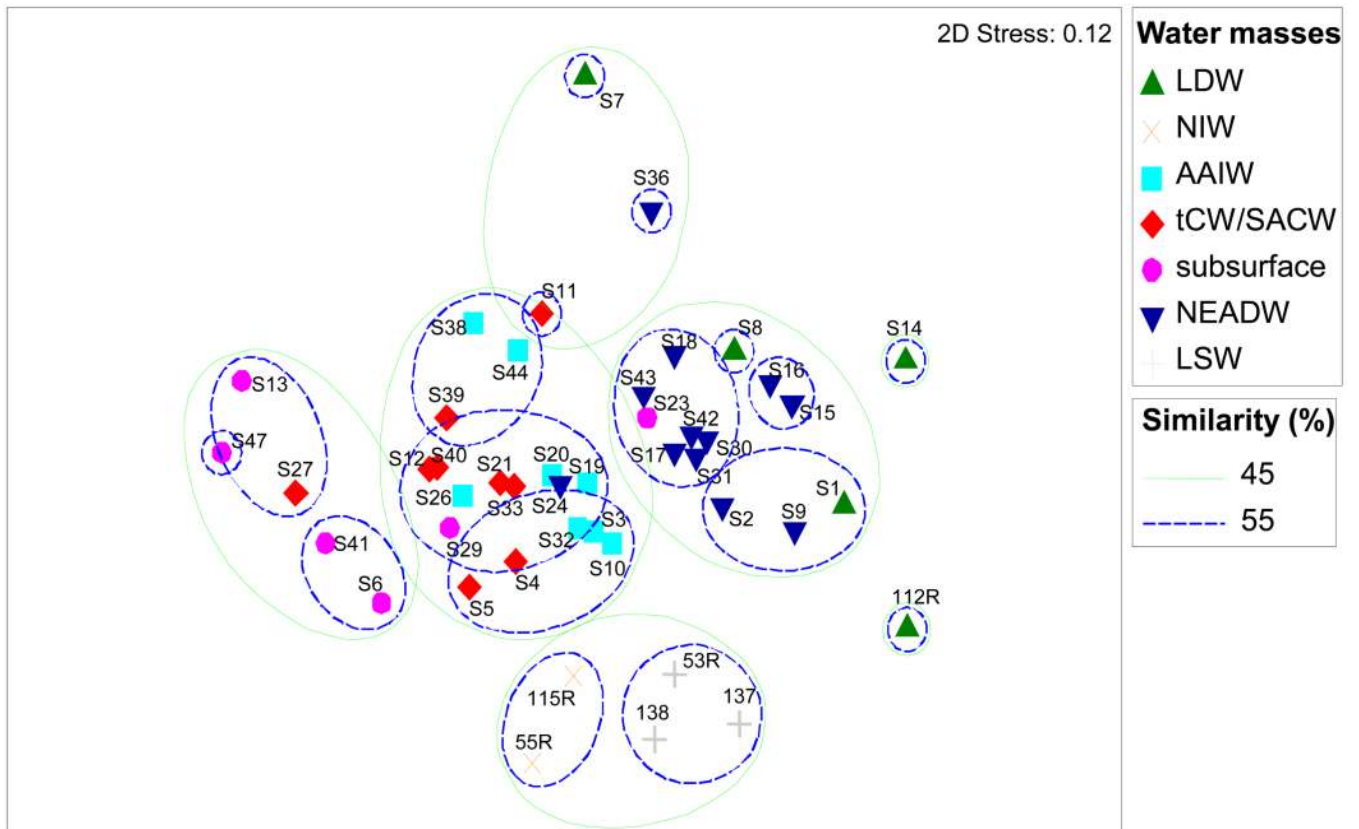 2D Stress: 0.12
S7
S36
S11
S38
S44
S39
S8
S14
S18
S16
S43
S15
S23
S42
S17
S30
S31
S13
S47
S27
S12
S40
S21
S20
S19
S26
S33
S24
S1
S2
S9
S29
S32
S3
S10
S41
S4
S5
S6
112R
53R
115R
137
138
55R
Water masses
LDW
NIW
AAIW
tCW/SACW
subsurface
NEADW
LSW
Similarity (%)
45
55